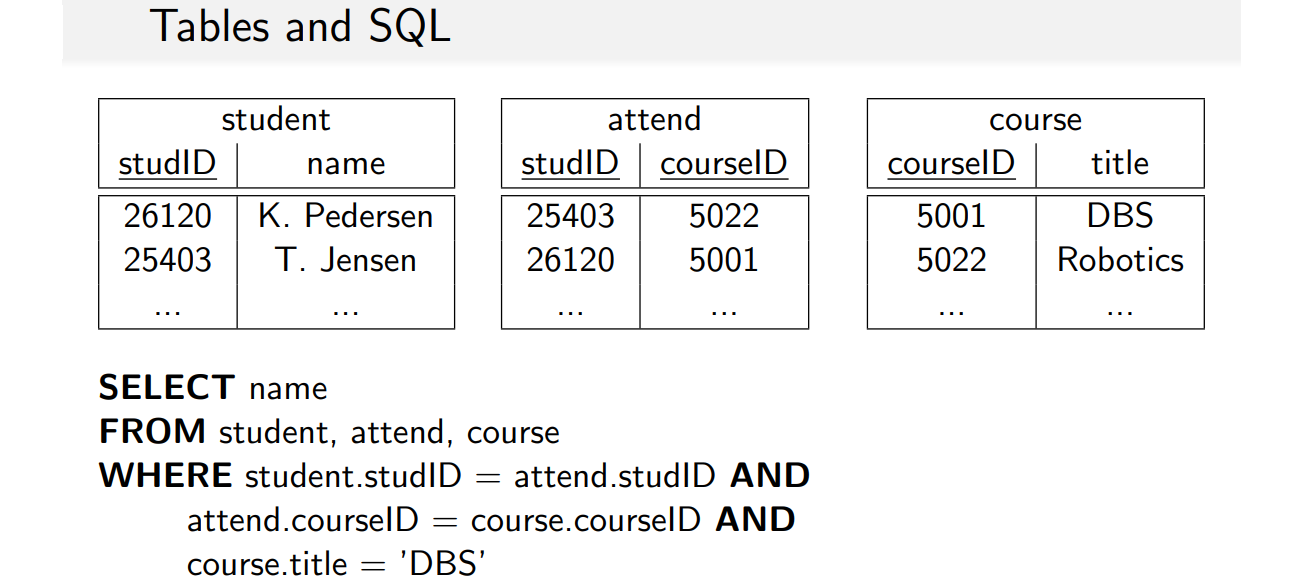 Tables and SQL
student attend course
studID name studID courseID courseID title
26120 K. Pedersen 25403 5022 5001 DBS
25403 T. Jensen 26120 5001 5022 Robotics
... ... ... ... ... ...
SELECT name
FROM student, attend, course
WHERE student.studID = attend.studID AND
attend.courseID = course.courseID AND
course.title = ’DBS’